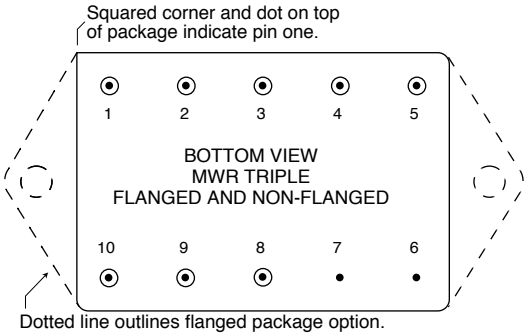 Squared corner and dot on top
of package indicate pin one.
1 2 3 4 5
BOTTOM VIEW
MWR TRIPLE
FLANGED AND NON-FLANGED
10 9 8 7 6
Dotted line outlines flanged package option.